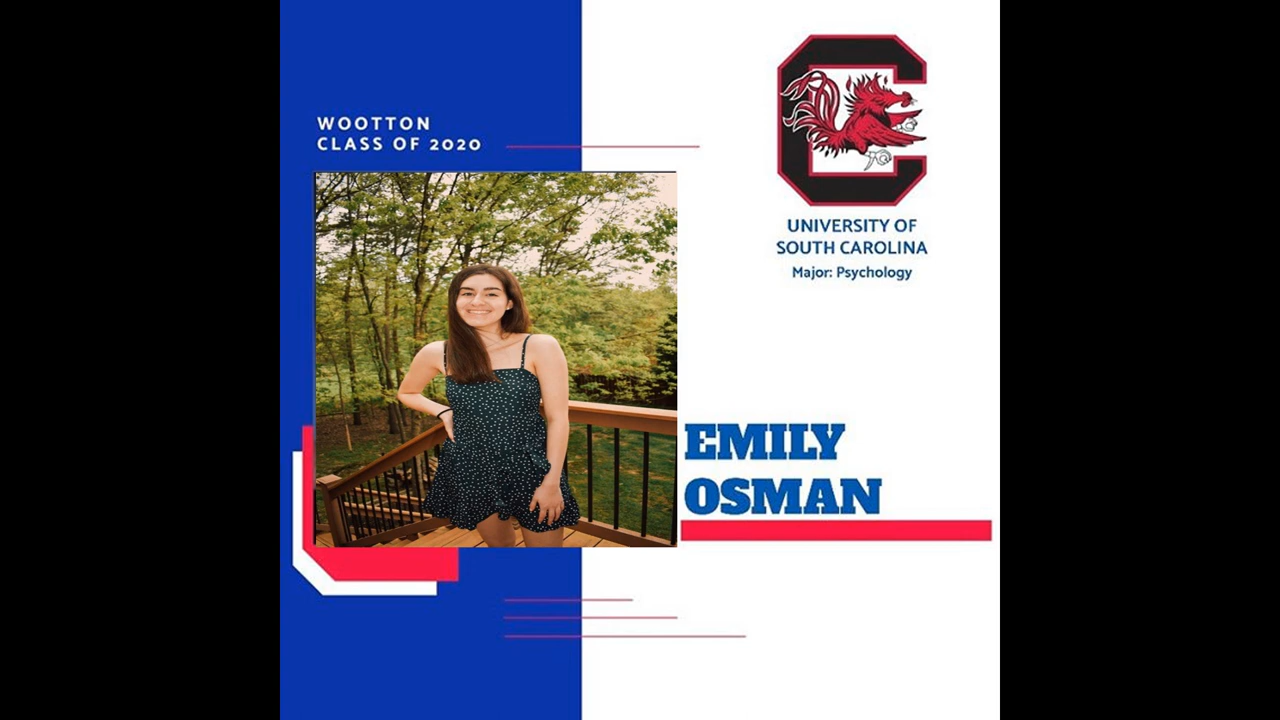 WOOTTON
CLASS OF 2020
UNIVERSITY OF
SOUTH CAROLINA
Major: Psychology
EMILY
OSMAN